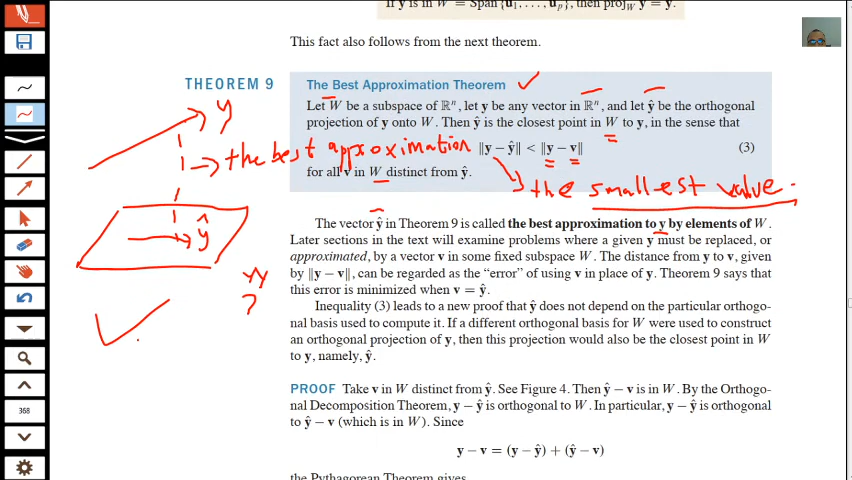 If y is in W = Span{u₁, . . . , uₚ}, then proj_W y = y.
This fact also follows from the next theorem.
THEOREM 9
The Best Approximation Theorem
Let W be a subspace of ℝⁿ, let y be any vector in ℝⁿ, and let ŷ be the orthogonal
projection of y onto W. Then ŷ is the closest point in W to y, in the sense that
‖y − ŷ‖ < ‖y − v‖ (3)
for all v in W distinct from ŷ.
y
the best approximation
the smallest value.
ŷ
The vector ŷ in Theorem 9 is called the best approximation to y by elements of W.
Later sections in the text will examine problems where a given y must be replaced, or
approximated, by a vector v in some fixed subspace W. The distance from y to v, given
by ‖y − v‖, can be regarded as the “error” of using v in place of y. Theorem 9 says that
this error is minimized when v = ŷ.
Inequality (3) leads to a new proof that ŷ does not depend on the particular orthogo-
nal basis used to compute it. If a different orthogonal basis for W were used to construct
an orthogonal projection of y, then this projection would also be the closest point in W
to y, namely, ŷ.
PROOF Take v in W distinct from ŷ. See Figure 4. Then ŷ − v is in W. By the Orthogo-
nal Decomposition Theorem, y − ŷ is orthogonal to W. In particular, y − ŷ is orthogonal
to ŷ − v (which is in W). Since
y − v = (y − ŷ) + (ŷ − v)
the Pythagorean Theorem gives
368